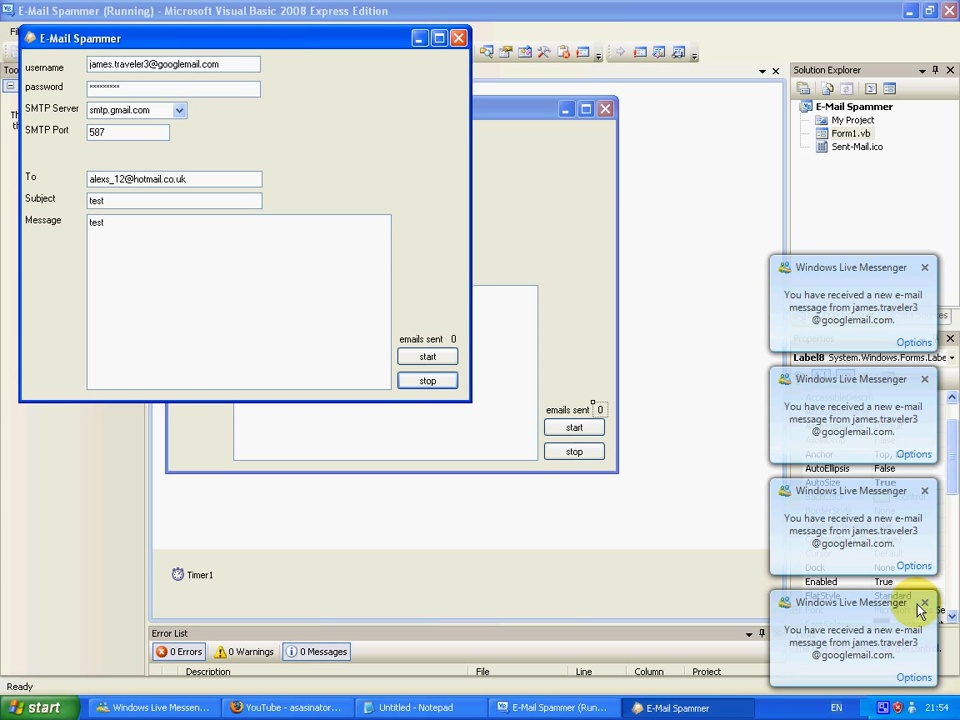 E-Mail Spammer (Running) - Microsoft Visual Basic 2008 Express Edition
E-Mail Spammer
username
james.traveler3@googlemail.com
password
*********
SMTP Server
smtp.gmail.com
SMTP Port
587
To
alexs_12@hotmail.co.uk
Subject
test
Message
test
emails sent 0
start
stop
emails sent 0
start
stop
Timer1
Solution Explorer
E-Mail Spammer
My Project
Form1.vb
Sent-Mail.ico
Windows Live Messenger
You have received a new e-mail
message from james.traveler3
@googlemail.com.
Options
Label8 System.Windows.Forms.Labe
Windows Live Messenger
You have received a new e-mail
message from james.traveler3
@googlemail.com.
Options
AutoEllipsis False
AutoSize True
Windows Live Messenger
You have received a new e-mail
message from james.traveler3
@googlemail.com.
Options
Dock None
Enabled True
FlatStyle Standard
Windows Live Messenger
You have received a new e-mail
message from james.traveler3
@googlemail.com.
Options
Error List
0 Errors
0 Warnings
0 Messages
Description
File
Line
Column
Project
Ready
start
Windows Live Messen...
YouTube - asasinator...
Untitled - Notepad
E-Mail Spammer (Run...
E-Mail Spammer
EN
21:54